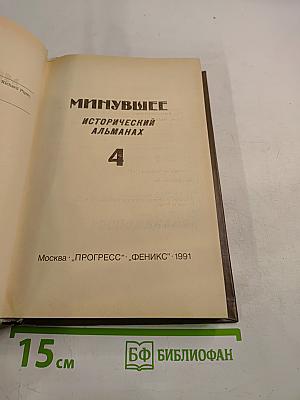 МИНУВШЕЕ
ИСТОРИЧЕСКИЙ
АЛЬМАНАХ
4
Москва · „ПРОГРЕСС" · „ФЕНИКС" · 1991
15 см
БФ БИБЛИОФАН